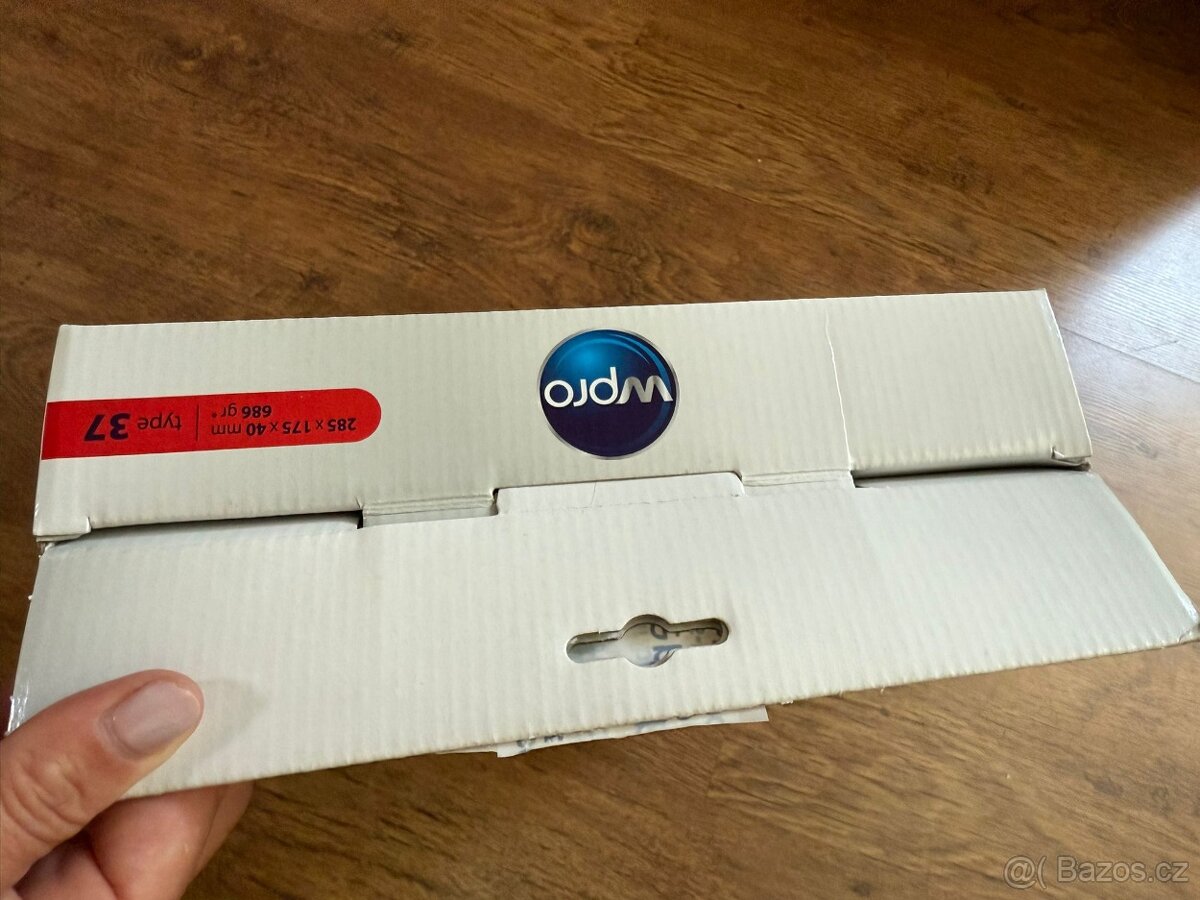 wpro
285 x 175 x 40 mm
686 gr*
type 37
@( Bazos.cz